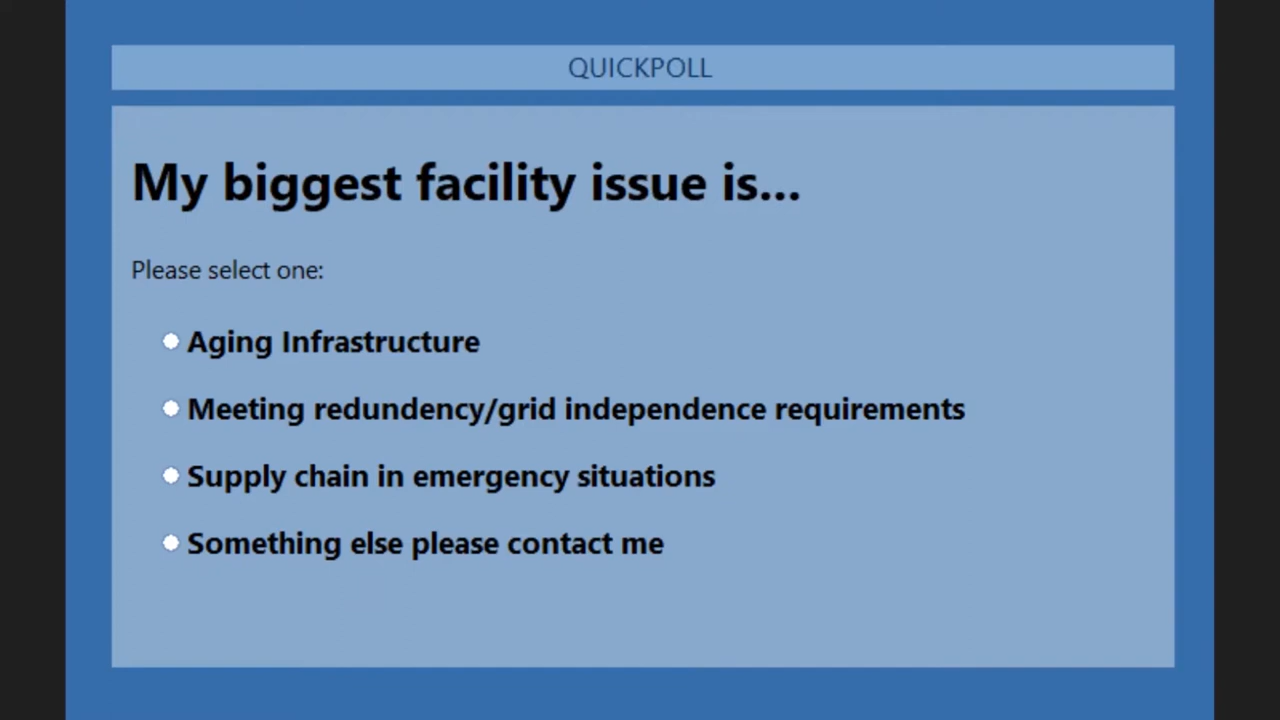 QUICKPOLL
My biggest facility issue is...
Please select one:
Aging Infrastructure
Meeting redundency/grid independence requirements
Supply chain in emergency situations
Something else please contact me